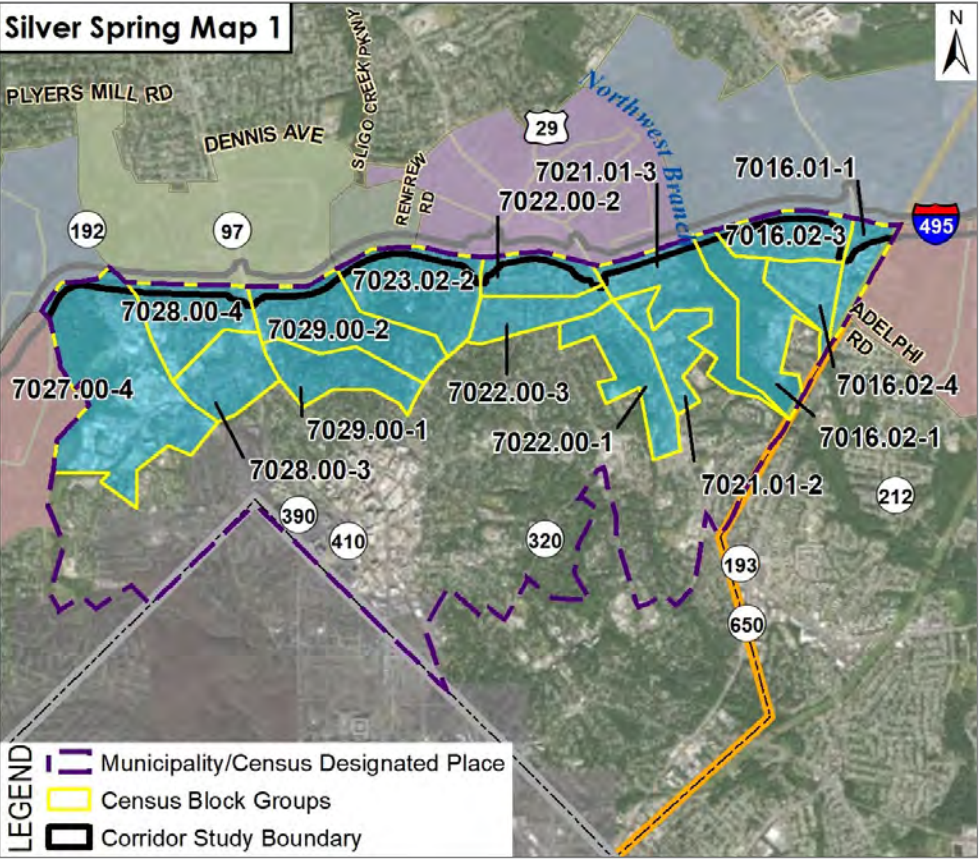 Silver Spring Map 1
N
PLYERS MILL RD
DENNIS AVE
SLIGO CREEK PKWY
RENFREW
RD
Northwest Branch
29
7021.01-3
7022.00-2
7016.01-1
192
97
7016.02-3
495
7023.02-2
7028.00-4
7029.00-2
ADELPHI
RD
7027.00-4
7022.00-3
7016.02-4
7029.00-1
7022.00-1
7016.02-1
7028.00-3
7021.01-2
212
390
410
320
193
650
LEGEND
Municipality/Census Designated Place
Census Block Groups
Corridor Study Boundary